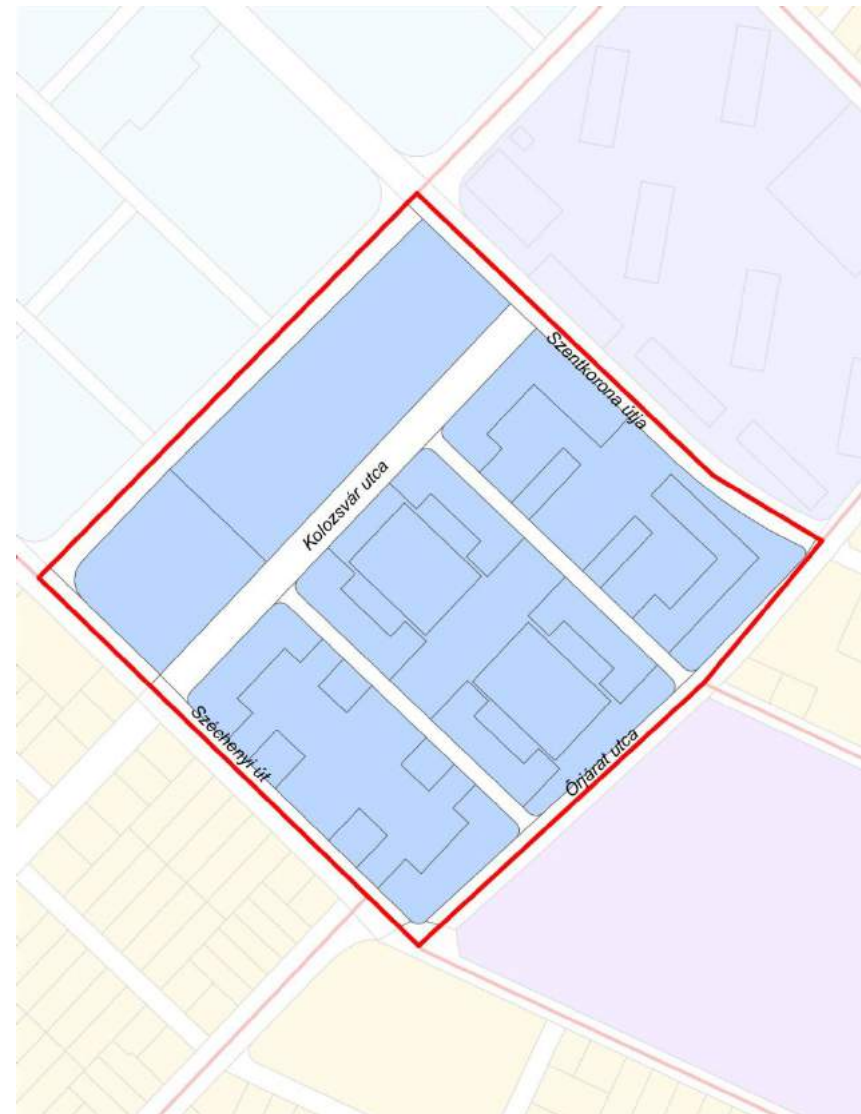 Szentkorona útja
Kolozsvár utca
Széchenyi út
Őrjárat utca